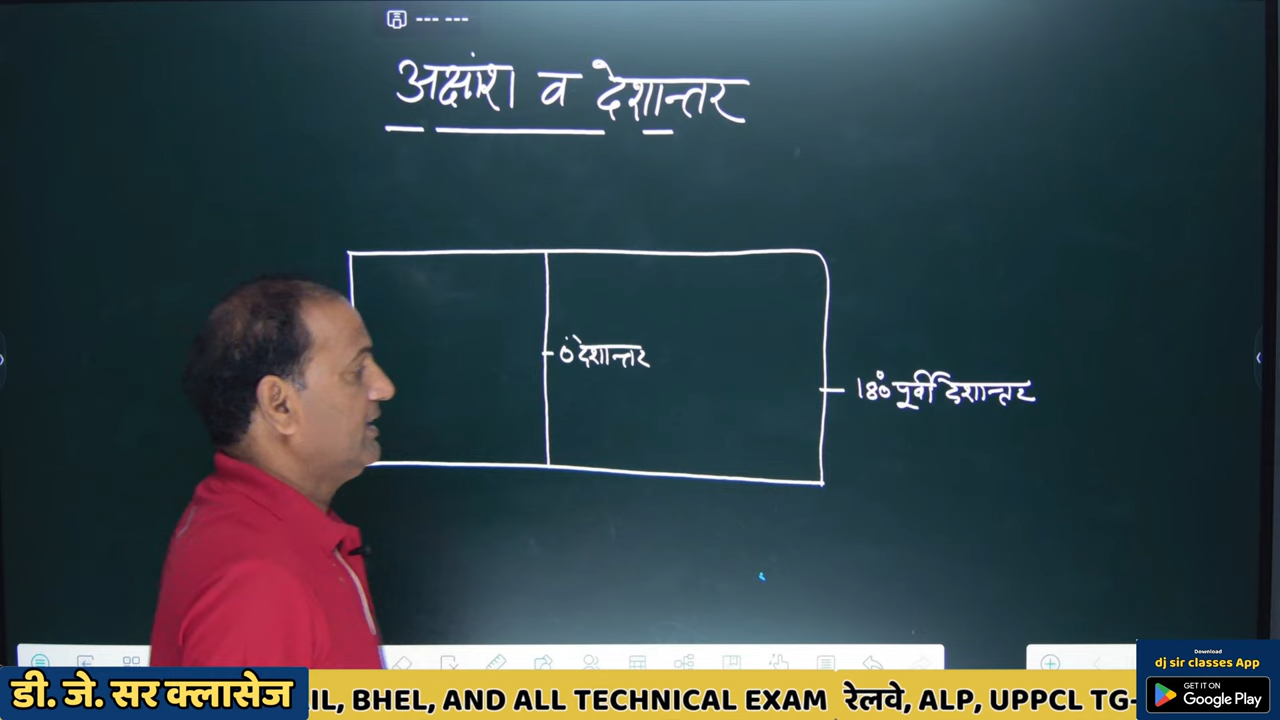 अक्षांश व देशान्तर
0° देशान्तर
180° पूर्वी देशान्तर
Download
dj sir classes App
GET IT ON
Google Play
डी. जे. सर क्लासेज
IL, BHEL, AND ALL TECHNICAL EXAM रेलवे, ALP, UPPCL TG-